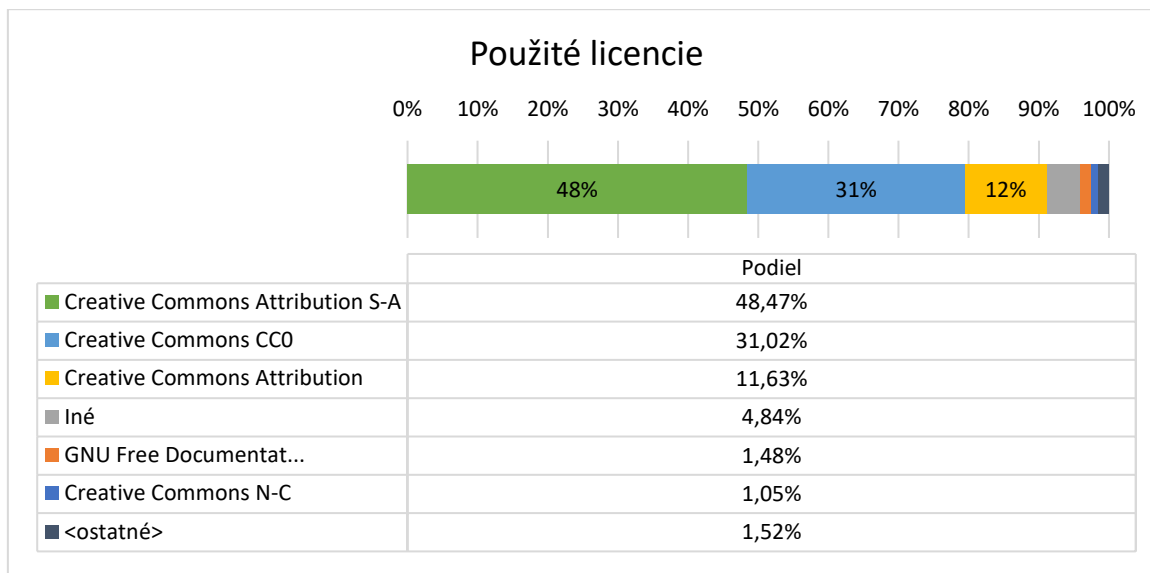 Použité licencie
0% 10% 20% 30% 40% 50% 60% 70% 80% 90% 100%
48% 31% 12%
Podiel
Creative Commons Attribution S-A 48,47%
Creative Commons CC0 31,02%
Creative Commons Attribution 11,63%
Iné 4,84%
GNU Free Documentat... 1,48%
Creative Commons N-C 1,05%
<ostatné> 1,52%